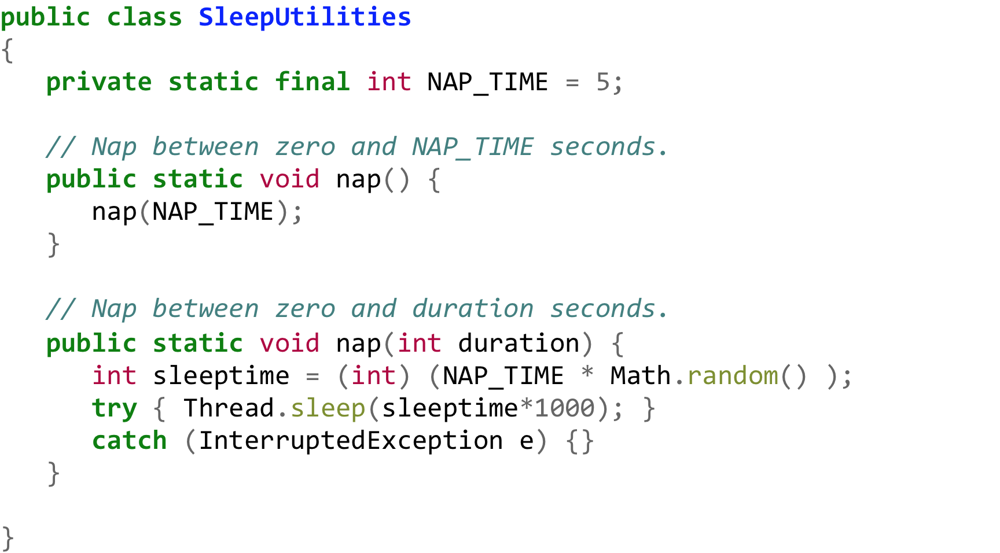 public class SleepUtilities
{
   private static final int NAP_TIME = 5;
   // Nap between zero and NAP_TIME seconds.
   public static void nap() {
      nap(NAP_TIME);
   }
   // Nap between zero and duration seconds.
   public static void nap(int duration) {
      int sleeptime = (int) (NAP_TIME * Math.random() );
      try { Thread.sleep(sleeptime*1000); }
      catch (InterruptedException e) {}
   }
}